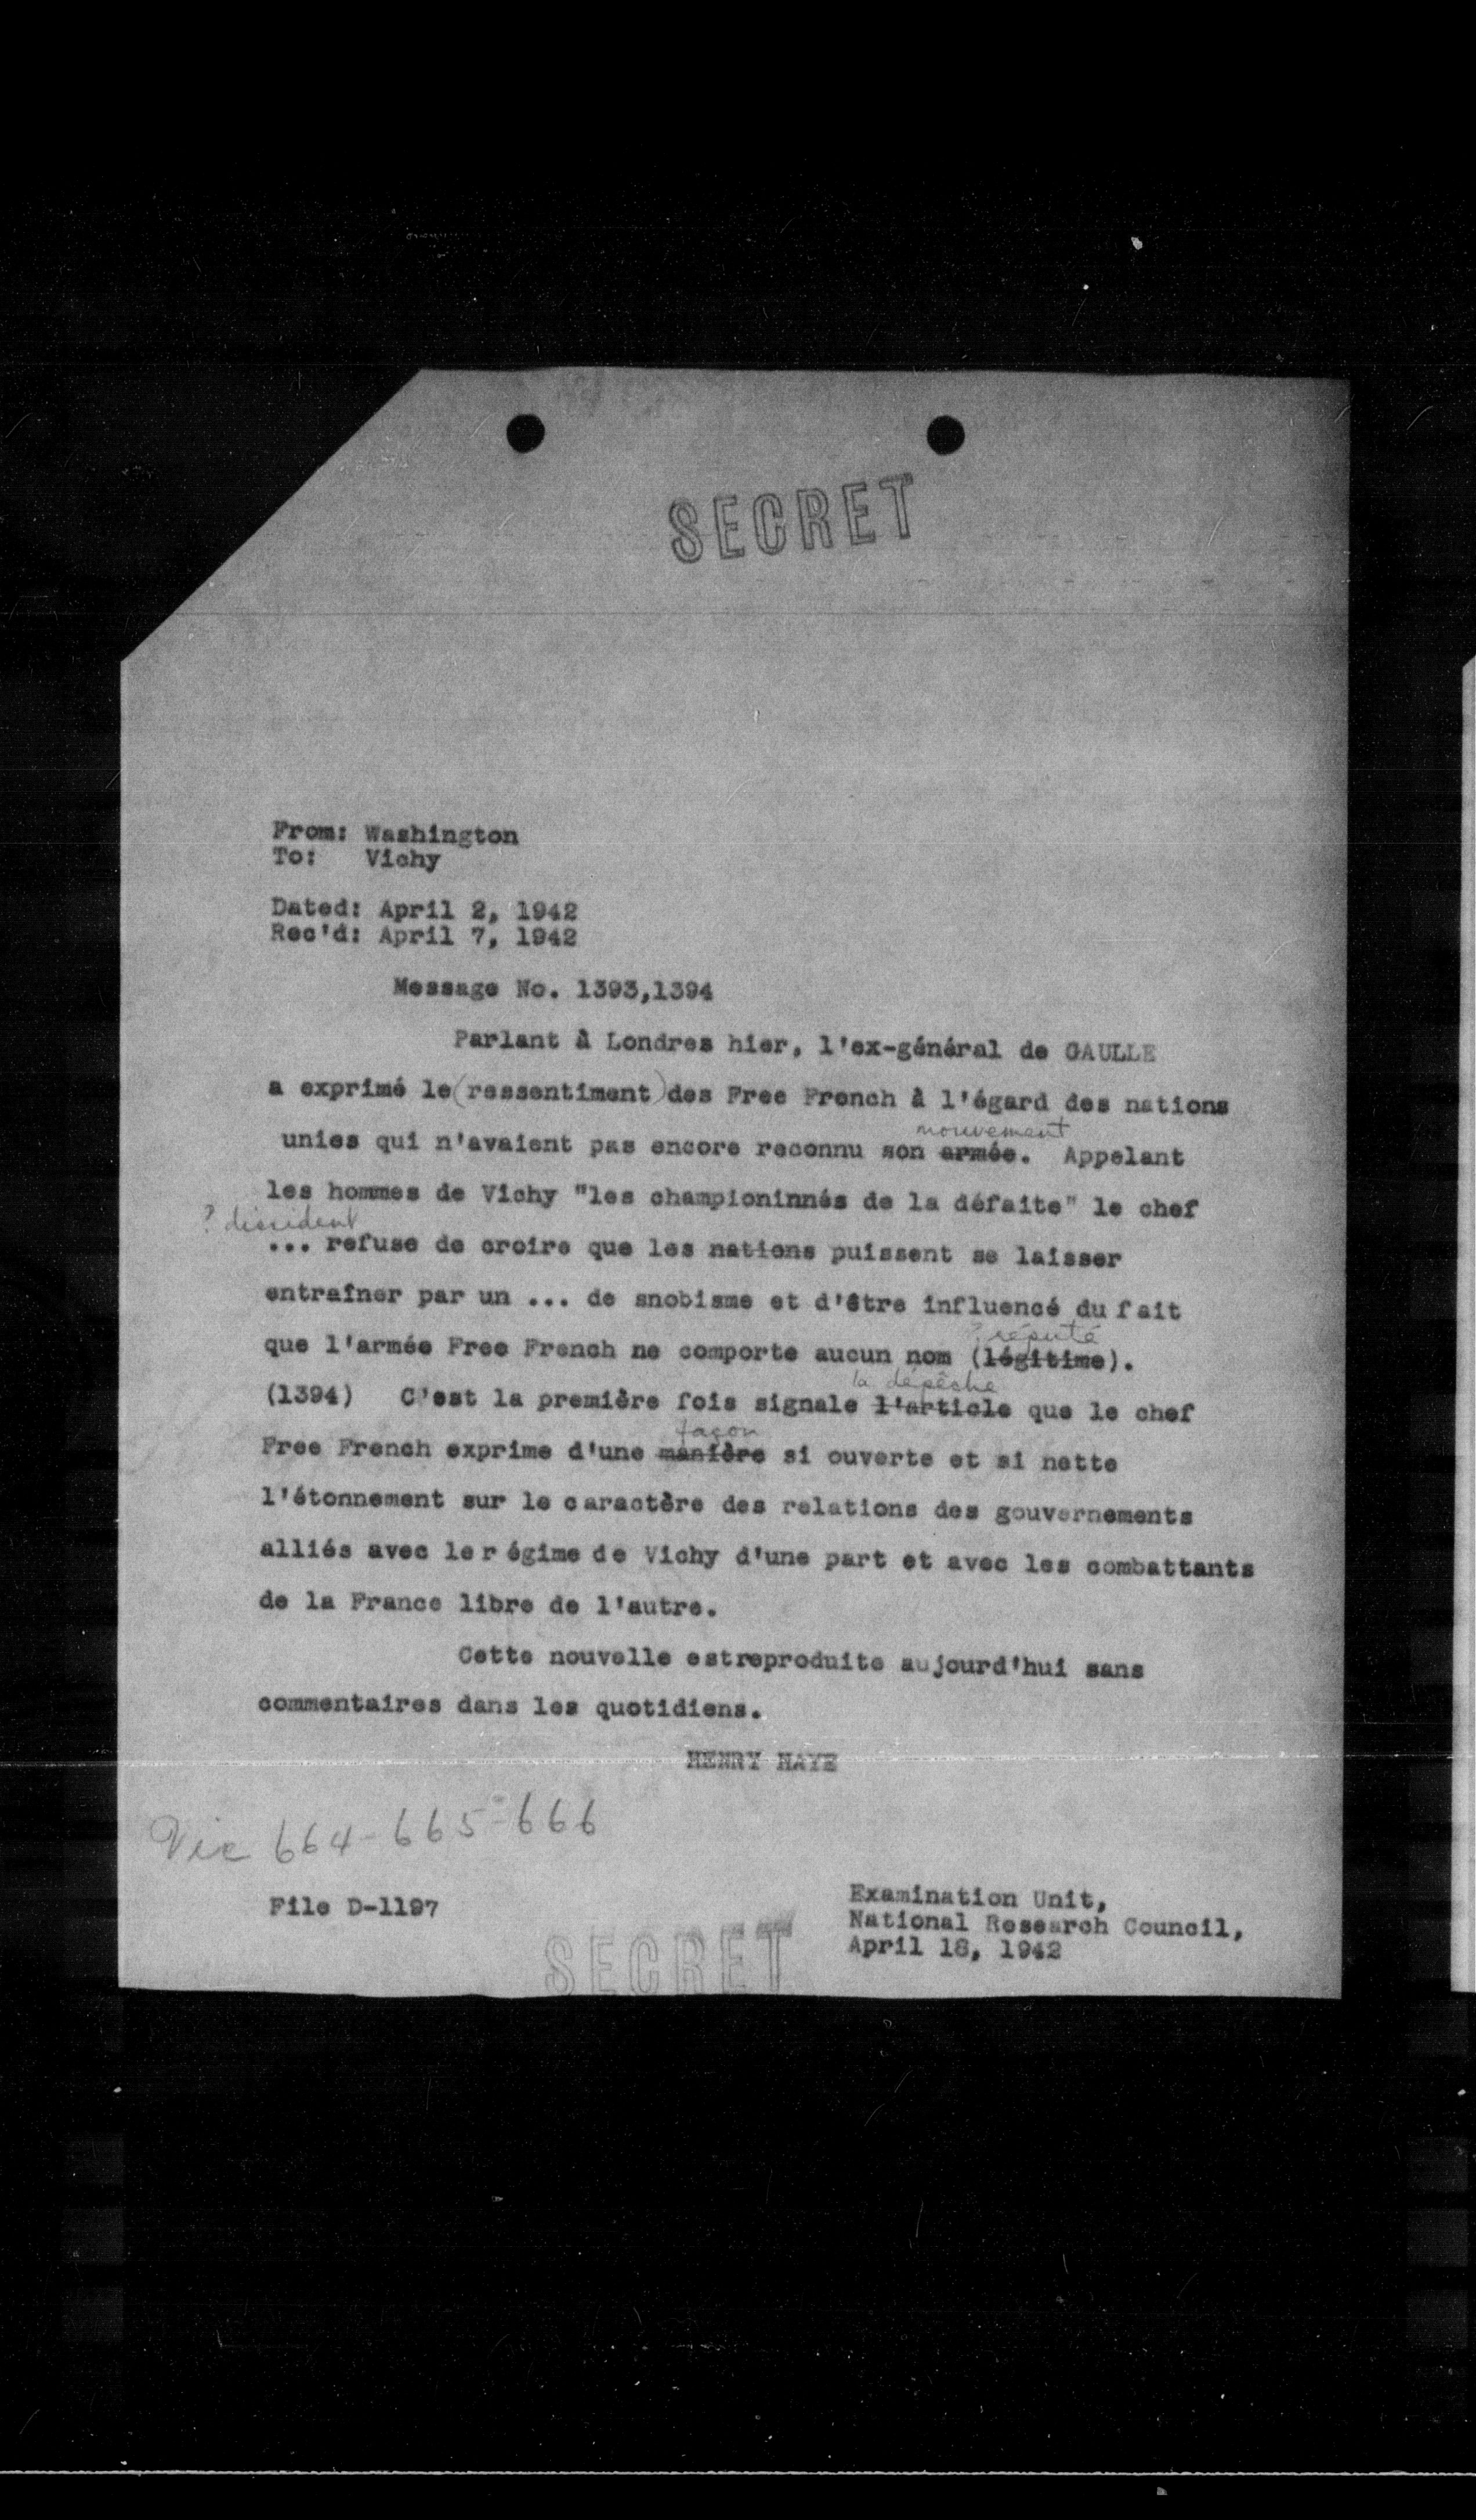 SECRET
From: Washington
To: Vichy
Dated: April 2, 1942
Rec'd: April 7, 1942
Message No. 1393,1394
Parlant à Londres hier, l'ex-général de GAULLE
a exprimé le (ressentiment) des Free French à l'égard des nations
mouvement
unies qui n'avaient pas encore reconnu son armée. Appelant
les hommes de Vichy "les championinnés de la défaite" le chef
? dissident
... refuse de croire que les nations puissent se laisser
entraîner par un ... de snobisme et d'être influencé du fait
? réputé
que l'armée Free French ne comporte aucun nom (légitime).
la dépêche
(1394) C'est la première fois signale l'article que le chef
façon
Free French exprime d'une manière si ouverte et si nette
l'étonnement sur le caractère des relations des gouvernements
alliés avec le r égime de Vichy d'une part et avec les combattants
de la France libre de l'autre.
Cette nouvelle estreproduite aujourd'hui sans
commentaires dans les quotidiens.
HENRY HAYE
Vic 664-665-666
File D-1197
Examination Unit,
National Research Council,
April 18, 1942
SECRET